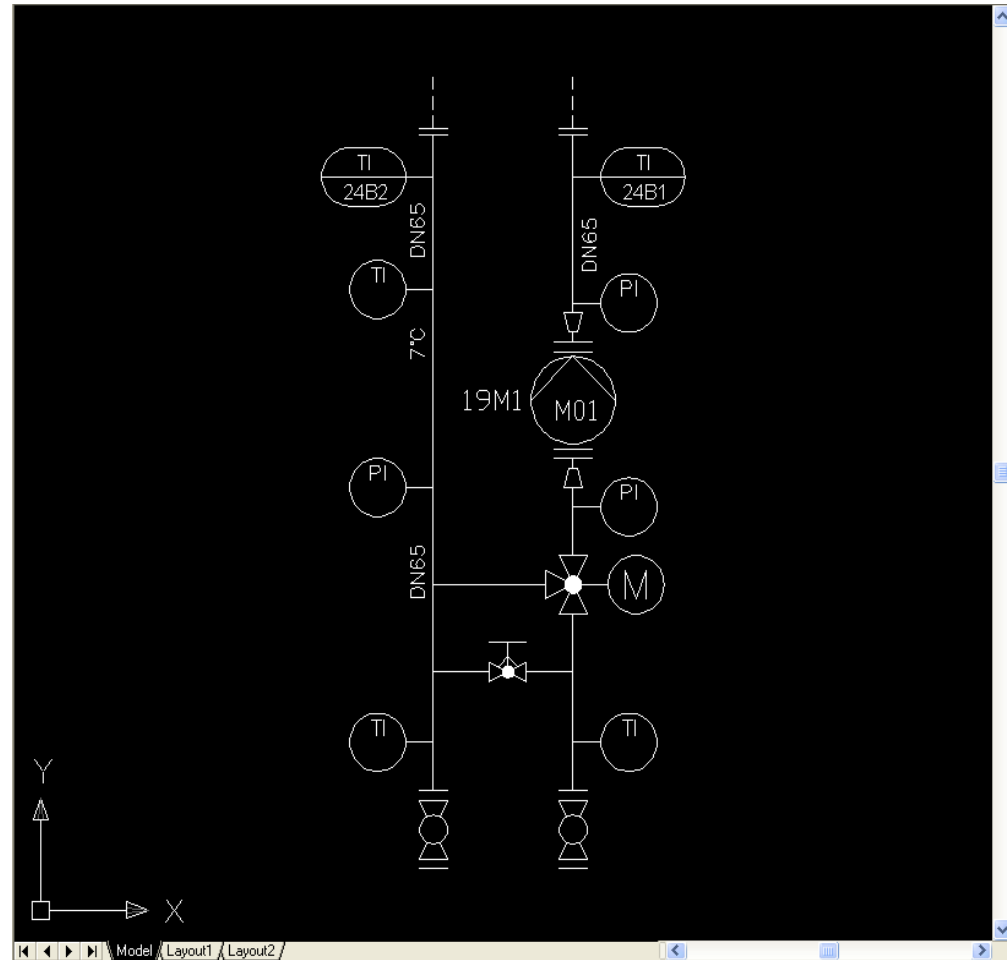 TI
24B2
TI
24B1
DN65
DN65
TI
PI
7°C
19M1
M01
PI
PI
DN65
M
TI
TI
Y
X
Model
Layout1
Layout2